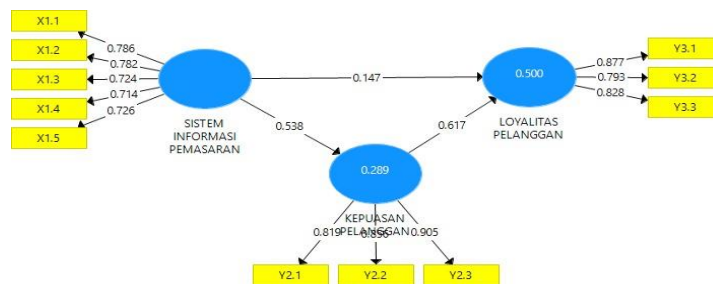 X1.1
X1.2
X1.3
X1.4
X1.5
0.786
0.782
0.724
0.714
0.726
SISTEM
INFORMASI
PEMASARAN
0.147
0.538
0.617
0.500
LOYALITAS
PELANGGAN
0.877
0.793
0.828
Y3.1
Y3.2
Y3.3
0.289
KEPUASAN
PELANGGAN
0.819
0.905
Y2.1
Y2.2
Y2.3